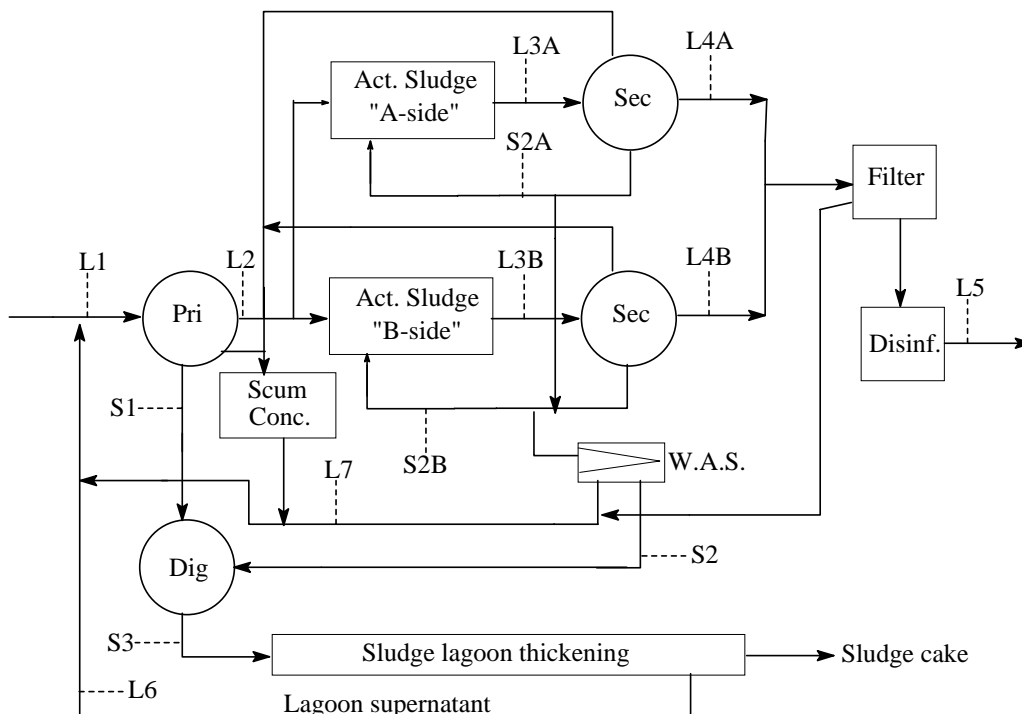 L3A
L4A
Act. Sludge
"A-side"
Sec
S2A
Filter
L1
L2
L3B
L4B
L5
Pri
Act. Sludge
"B-side"
Sec
Disinf.
Scum
Conc.
S1
S2B
L7
W.A.S.
S2
Dig
S3
Sludge lagoon thickening
Sludge cake
L6
Lagoon supernatant